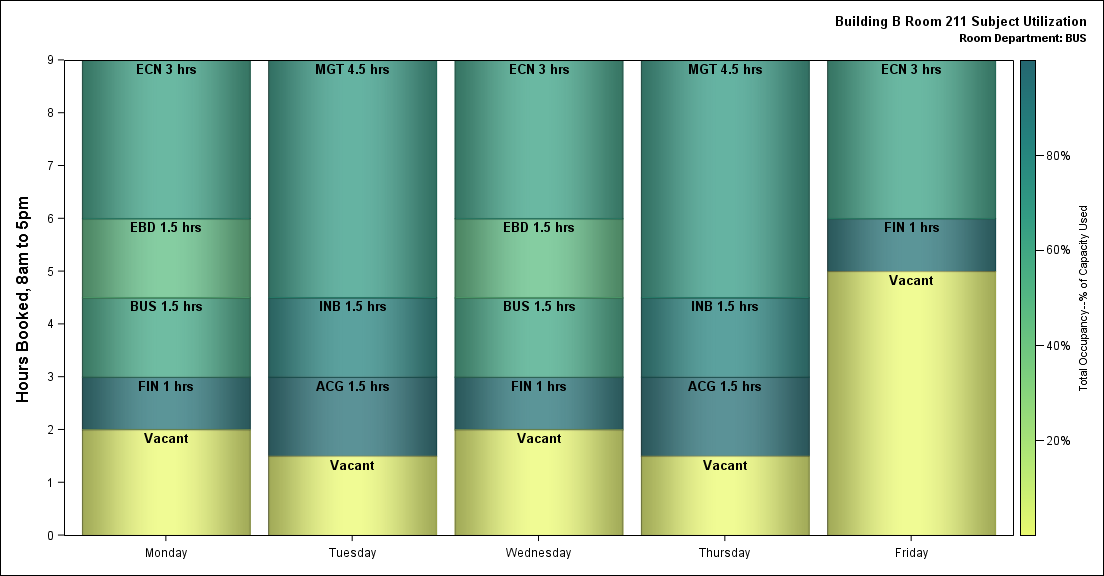 Building B Room 211 Subject Utilization
Room Department: BUS
Hours Booked, 8am to 5pm
9
8
7
6
5
4
3
2
1
0
ECN 3 hrs
EBD 1.5 hrs
BUS 1.5 hrs
FIN 1 hrs
Vacant
MGT 4.5 hrs
INB 1.5 hrs
ACG 1.5 hrs
Vacant
ECN 3 hrs
EBD 1.5 hrs
BUS 1.5 hrs
FIN 1 hrs
Vacant
MGT 4.5 hrs
INB 1.5 hrs
ACG 1.5 hrs
Vacant
ECN 3 hrs
FIN 1 hrs
Vacant
Monday
Tuesday
Wednesday
Thursday
Friday
80%
60%
40%
20%
Total Occupancy--% of Capacity Used